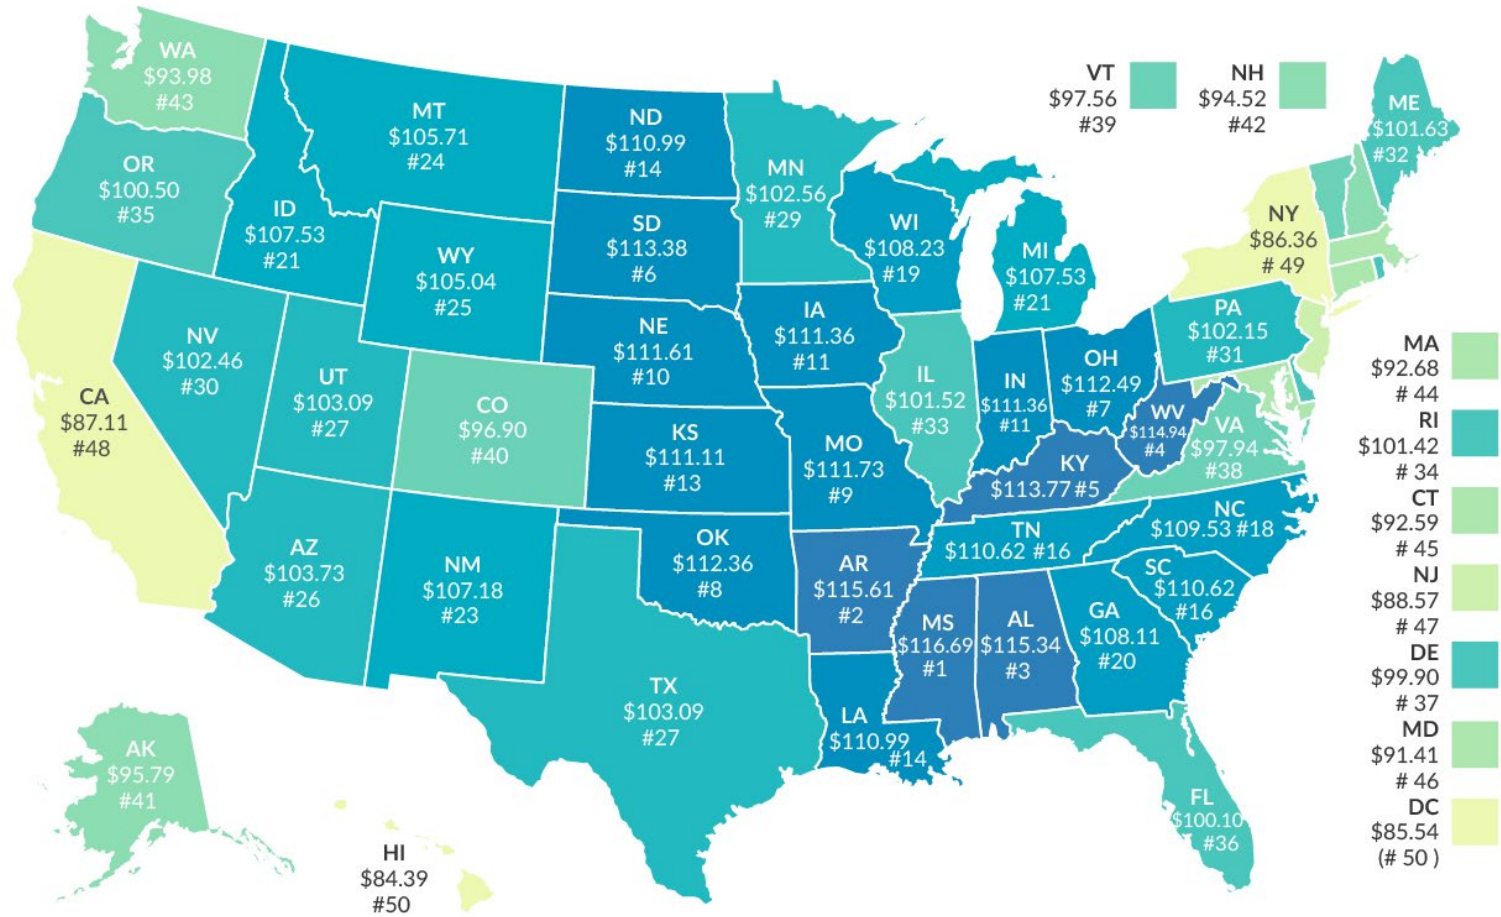 WA
$93.98
#43
OR
$100.50
#35
CA
$87.11
#48
NV
$102.46
#30
ID
$107.53
#21
MT
$105.71
#24
WY
$105.04
#25
UT
$103.09
#27
AZ
$103.73
#26
CO
$96.90
#40
NM
$107.18
#23
ND
$110.99
#14
SD
$113.38
#6
NE
$111.61
#10
KS
$111.11
#13
OK
$112.36
#8
TX
$103.09
#27
MN
$102.56
#29
IA
$111.36
#11
MO
$111.73
#9
AR
$115.61
#2
LA
$110.99
#14
WI
$108.23
#19
IL
$101.52
#33
MI
$107.53
#21
IN
$111.36
#11
OH
$112.49
#7
KY
$113.77 #5
TN
$110.62 #16
MS
$116.69
#1
AL
$115.34
#3
GA
$108.11
#20
FL
$100.10
#36
SC
$110.62
#16
NC
$109.53 #18
VA
$97.94
#38
WV
$114.94
#4
PA
$102.15
#31
NY
$86.36
# 49
VT
$97.56
#39
NH
$94.52
#42
ME
$101.63
#32
MA
$92.68
# 44
RI
$101.42
# 34
CT
$92.59
# 45
NJ
$88.57
# 47
DE
$99.90
# 37
MD
$91.41
# 46
DC
$85.54
(# 50 )
AK
$95.79
#41
HI
$84.39
#50